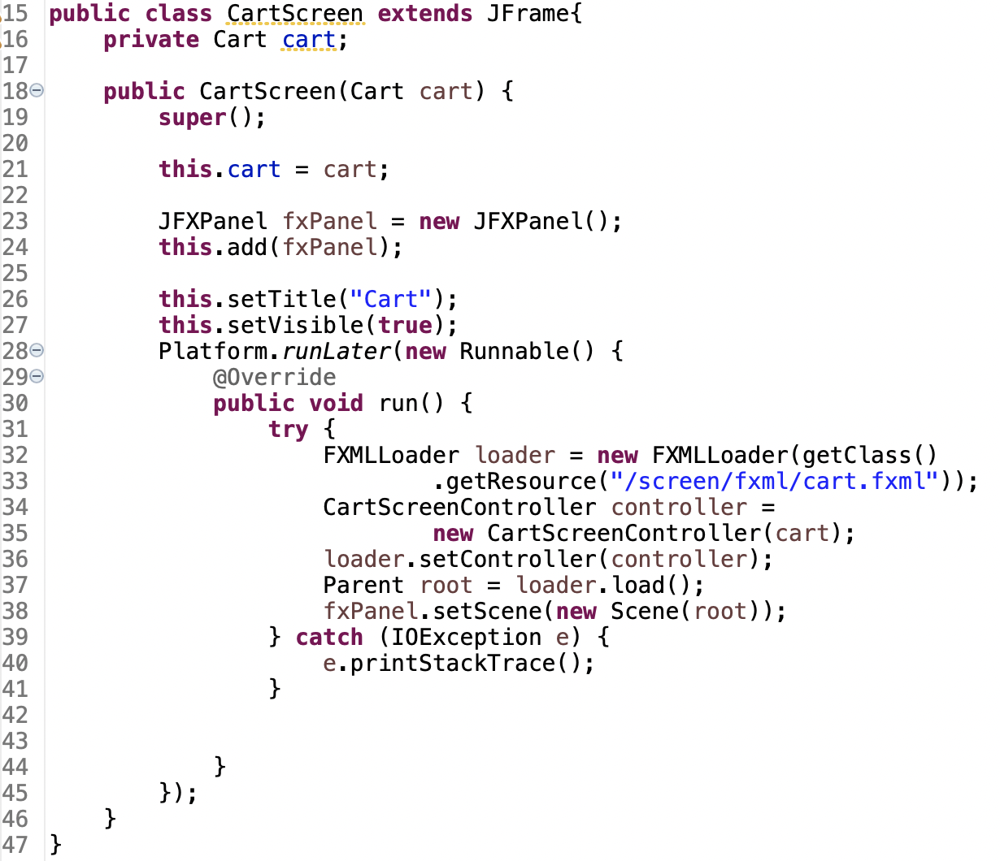 15 public class CartScreen extends JFrame{
16     private Cart cart;
17
18     public CartScreen(Cart cart) {
19         super();
20
21         this.cart = cart;
22
23         JFXPanel fxPanel = new JFXPanel();
24         this.add(fxPanel);
25
26         this.setTitle("Cart");
27         this.setVisible(true);
28         Platform.runLater(new Runnable() {
29             @Override
30             public void run() {
31                 try {
32                     FXMLLoader loader = new FXMLLoader(getClass()
33                             .getResource("/screen/fxml/cart.fxml"));
34                     CartScreenController controller =
35                             new CartScreenController(cart);
36                     loader.setController(controller);
37                     Parent root = loader.load();
38                     fxPanel.setScene(new Scene(root));
39                 } catch (IOException e) {
40                     e.printStackTrace();
41                 }
42
43
44             }
45         });
46     }
47 }